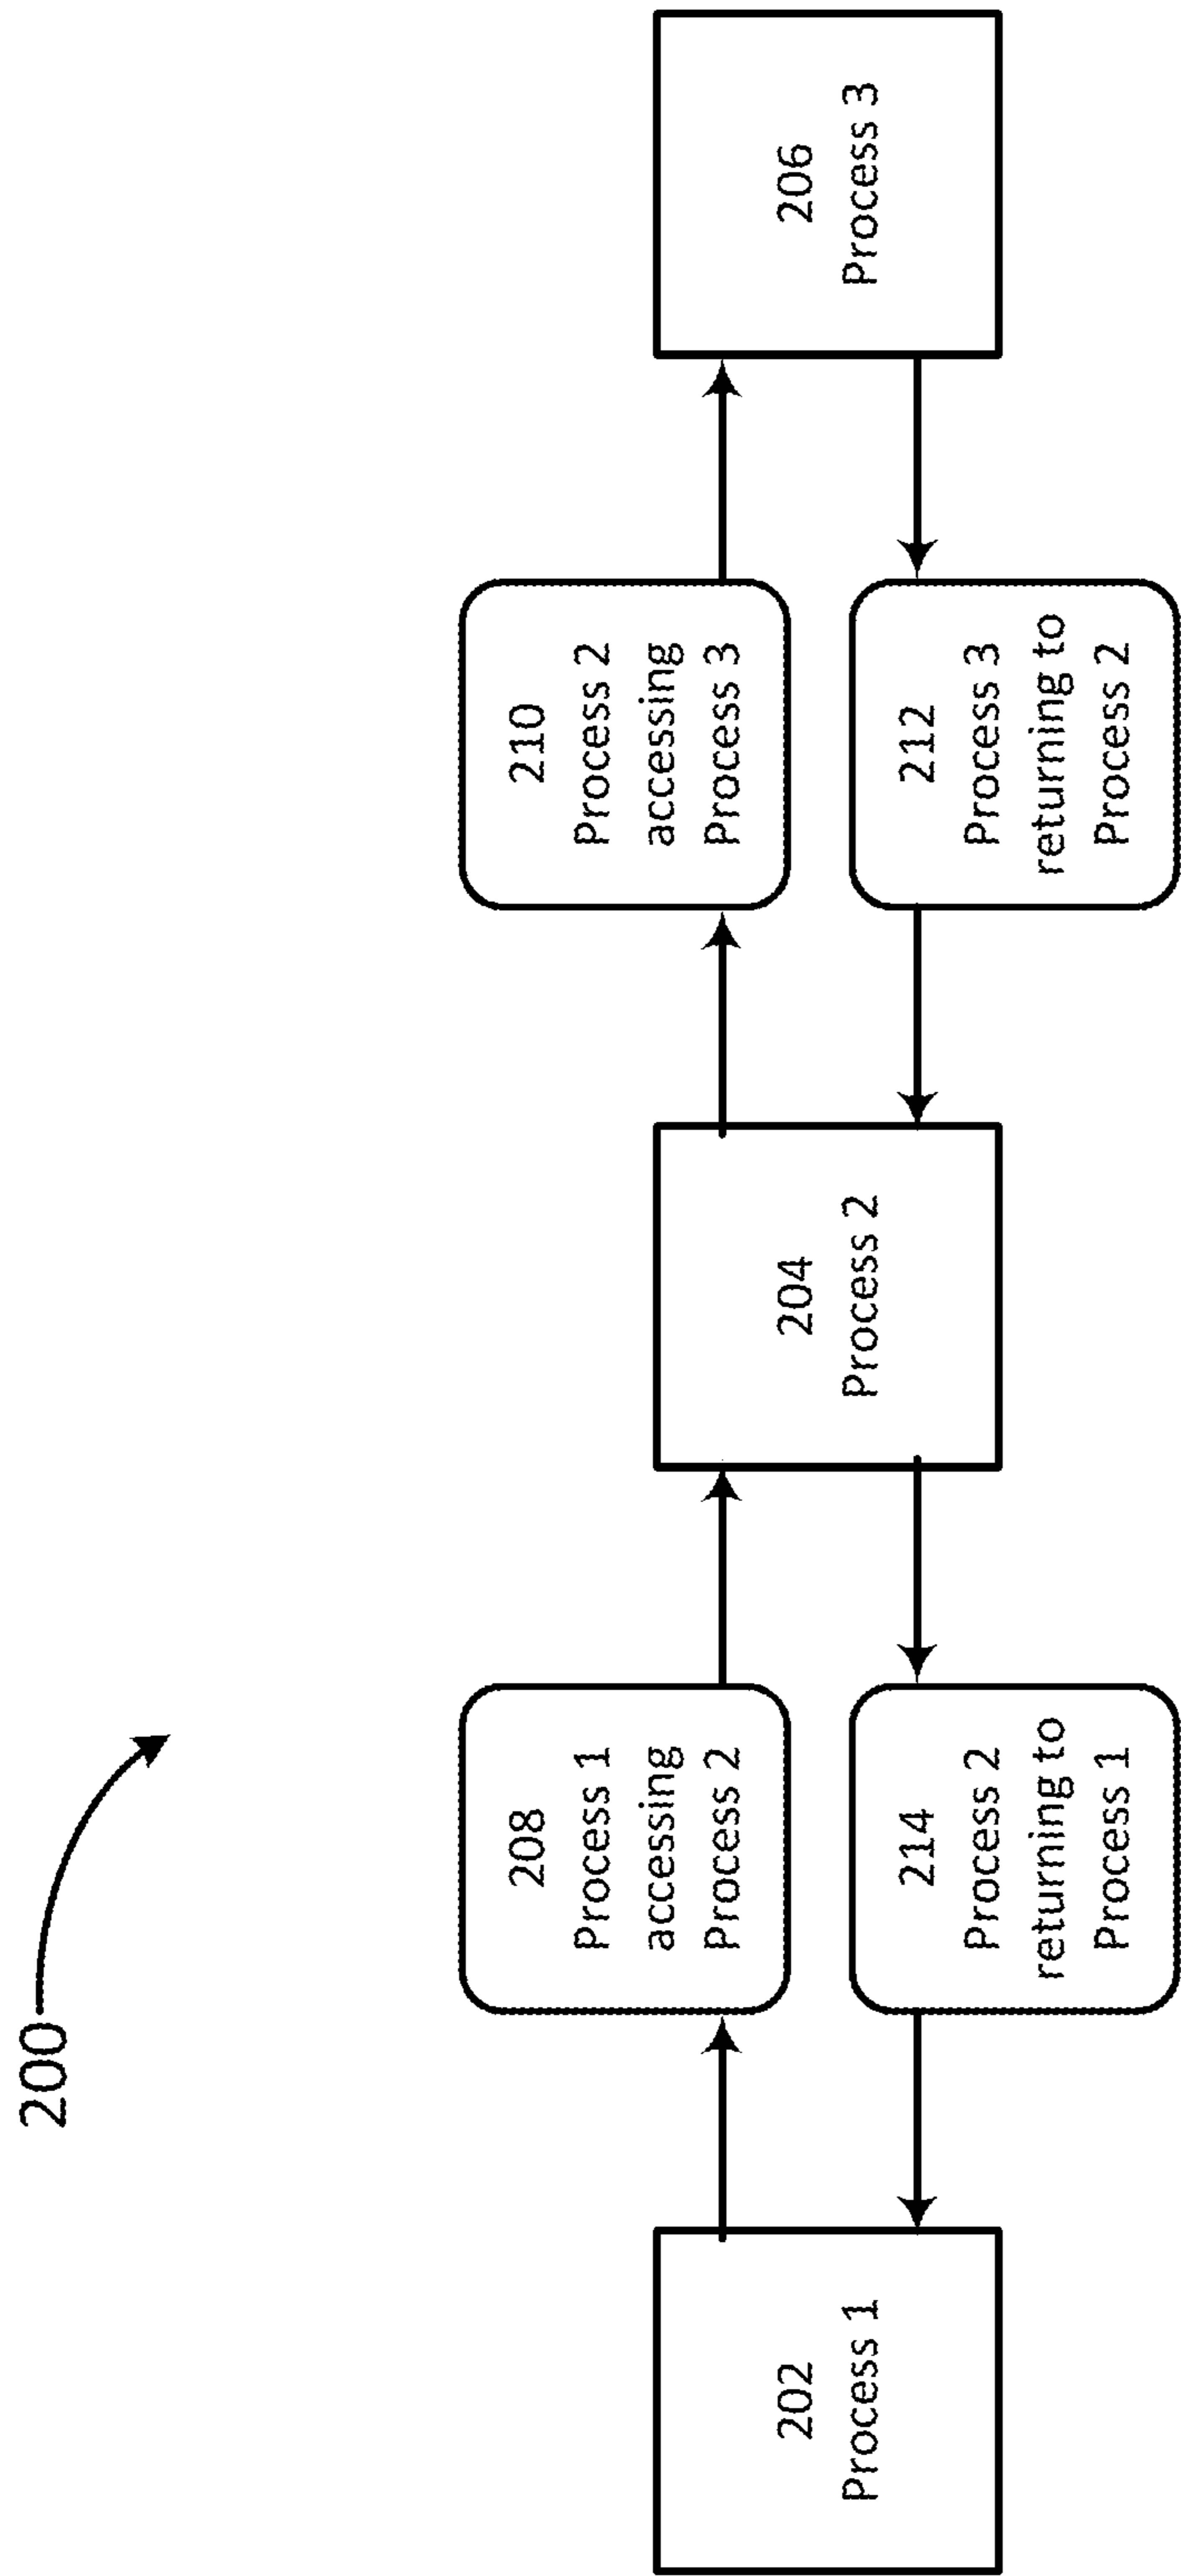 200
208
Process 1
accessing
Process 2
210
Process 2
accessing
Process 3
202
Process 1
204
Process 2
206
Process 3
214
Process 2
returning to
Process 1
212
Process 3
returning to
Process 2